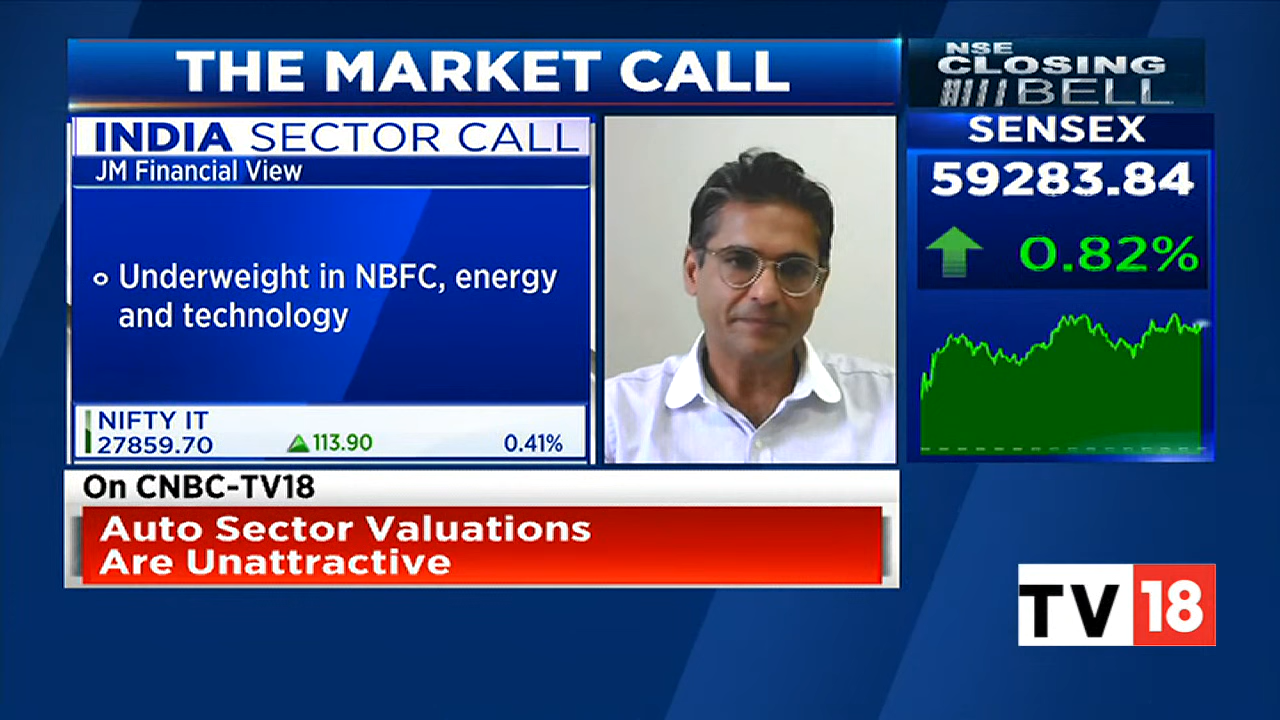 THE MARKET CALL
NSE
CLOSING
BELL
INDIA SECTOR CALL
JM Financial View
Underweight in NBFC, energy
and technology
NIFTY IT
27859.70 113.90 0.41%
SENSEX
59283.84
0.82%
On CNBC-TV18
Auto Sector Valuations
Are Unattractive
TV18